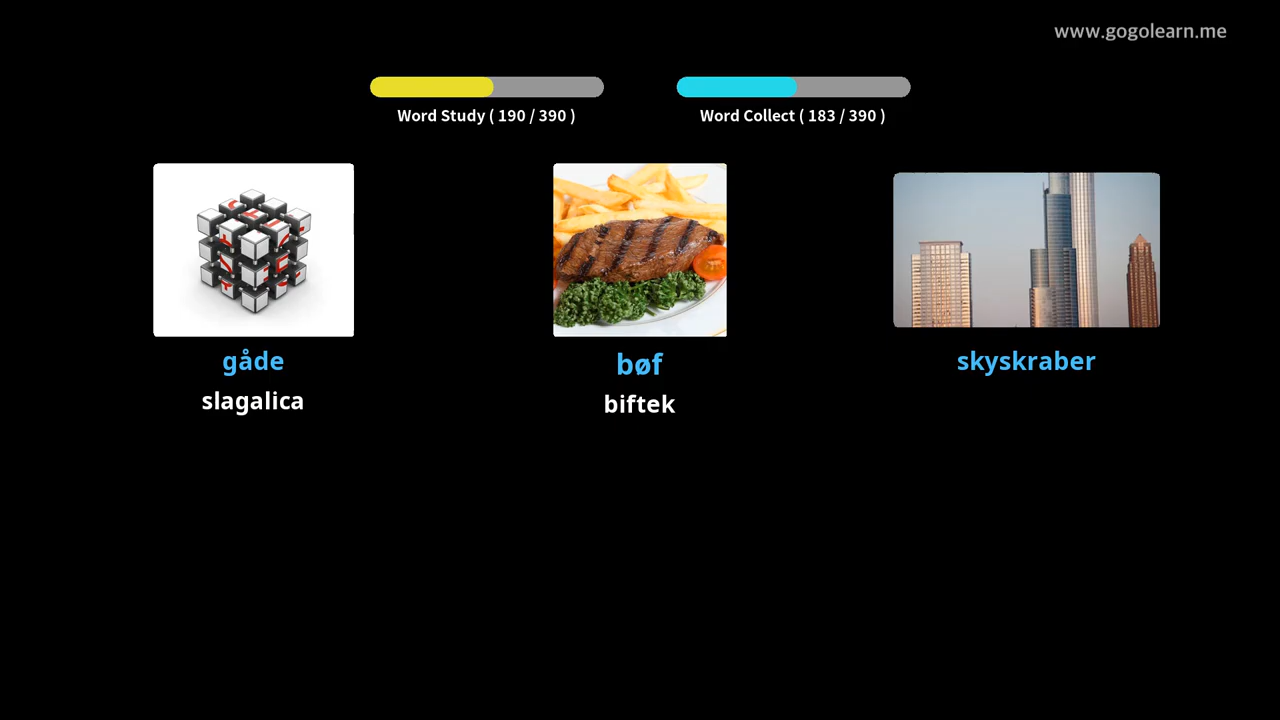 www.gogolearn.me
Word Study ( 190 / 390 )
Word Collect ( 183 / 390 )
gåde
slagalica
bøf
biftek
skyskraber